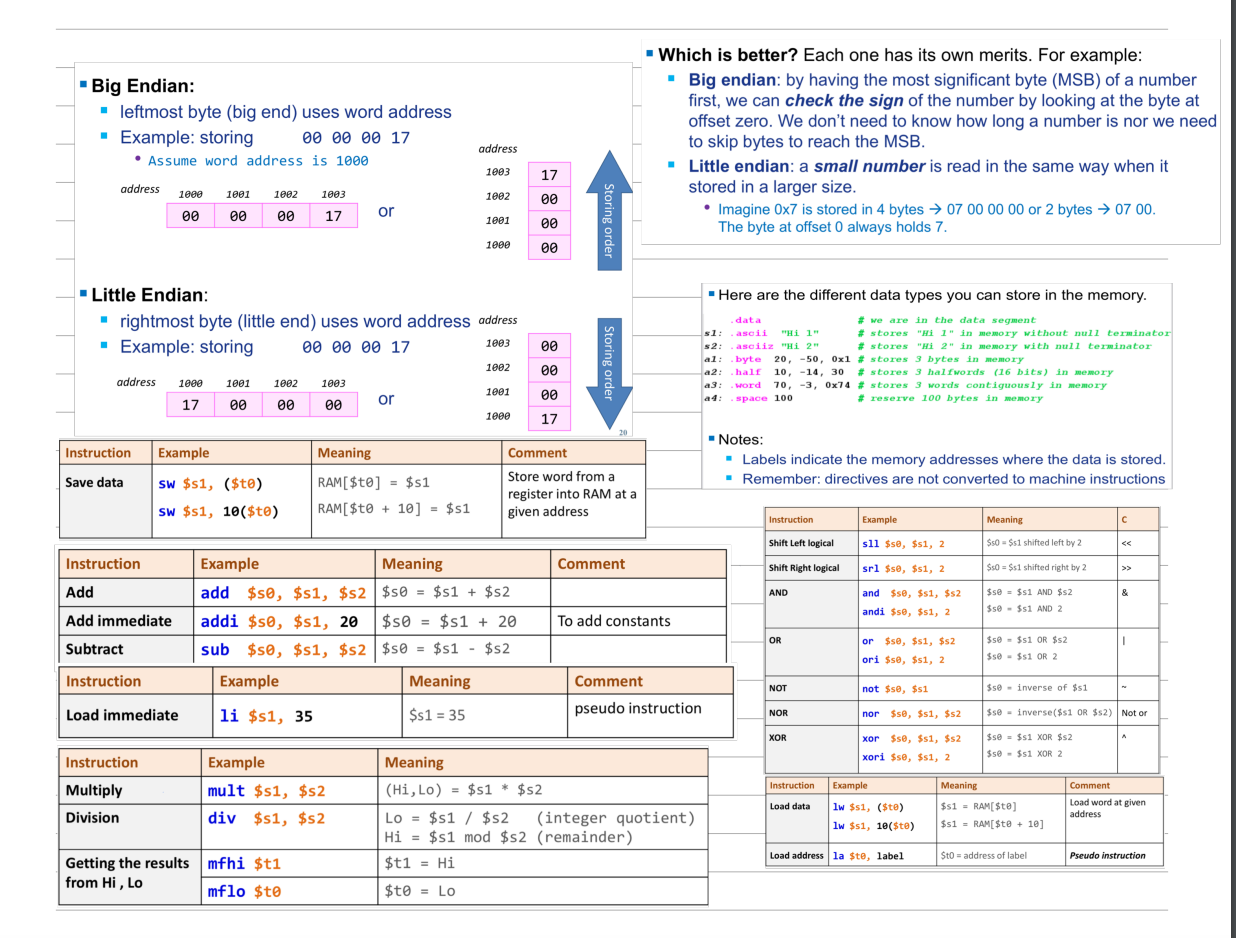 ▪ Big Endian:
▪ leftmost byte (big end) uses word address
▪ Example: storing 00 00 00 17
• Assume word address is 1000
address 1000 1001 1002 1003
00 00 00 17 or
address
1003 17
1002 00
1001 00
1000 00
Storing order
▪ Little Endian:
▪ rightmost byte (little end) uses word address
▪ Example: storing 00 00 00 17
address 1000 1001 1002 1003
17 00 00 00 or
address
1003 00
1002 00
1001 00
1000 17
Storing order
20
▪ Which is better? Each one has its own merits. For example:
▪ Big endian: by having the most significant byte (MSB) of a number
first, we can check the sign of the number by looking at the byte at
offset zero. We don't need to know how long a number is nor we need
to skip bytes to reach the MSB.
▪ Little endian: a small number is read in the same way when it
stored in a larger size.
• Imagine 0x7 is stored in 4 bytes → 07 00 00 00 or 2 bytes → 07 00.
The byte at offset 0 always holds 7.
▪ Here are the different data types you can store in the memory.
.data # we are in the data segment
s1: .ascii "Hi 1" # stores "Hi 1" in memory without null terminator
s2: .asciiz "Hi 2" # stores "Hi 2" in memory with null terminator
a1: .byte 20, -50, 0x1 # stores 3 bytes in memory
a2: .half 10, -14, 30 # stores 3 halfwords (16 bits) in memory
a3: .word 70, -3, 0x74 # stores 3 words contiguously in memory
a4: .space 100 # reserve 100 bytes in memory
▪ Notes:
▪ Labels indicate the memory addresses where the data is stored.
▪ Remember: directives are not converted to machine instructions
Instruction Example Meaning Comment
Save data sw $s1, ($t0) RAM[$t0] = $s1 Store word from a
register into RAM at a
sw $s1, 10($t0) RAM[$t0 + 10] = $s1 given address
Instruction Example Meaning Comment
Add add $s0, $s1, $s2 $s0 = $s1 + $s2
Add immediate addi $s0, $s1, 20 $s0 = $s1 + 20 To add constants
Subtract sub $s0, $s1, $s2 $s0 = $s1 - $s2
Instruction Example Meaning Comment
Load immediate li $s1, 35 $s1 = 35 pseudo instruction
Instruction Example Meaning
Multiply mult $s1, $s2 (Hi,Lo) = $s1 * $s2
Division div $s1, $s2 Lo = $s1 / $s2 (integer quotient)
Hi = $s1 mod $s2 (remainder)
Getting the results mfhi $t1 $t1 = Hi
from Hi , Lo
mflo $t0 $t0 = Lo
Instruction Example Meaning C
Shift Left logical sll $s0, $s1, 2 $s0 = $s1 shifted left by 2 <<
Shift Right logical srl $s0, $s1, 2 $s0 = $s1 shifted right by 2 >>
AND and $s0, $s1, $s2 $s0 = $s1 AND $s2 &
andi $s0, $s1, 2 $s0 = $s1 AND 2
OR or $s0, $s1, $s2 $s0 = $s1 OR $s2 |
ori $s0, $s1, 2 $s0 = $s1 OR 2
NOT not $s0, $s1 $s0 = inverse of $s1 ~
NOR nor $s0, $s1, $s2 $s0 = inverse($s1 OR $s2) Not or
XOR xor $s0, $s1, $s2 $s0 = $s1 XOR $s2 ^
xori $s0, $s1, 2 $s0 = $s1 XOR 2
Instruction Example Meaning Comment
Load data lw $s1, ($t0) $s1 = RAM[$t0] Load word at given
address
lw $s1, 10($t0) $s1 = RAM[$t0 + 10]
Load address la $t0, label $t0 = address of label Pseudo instruction